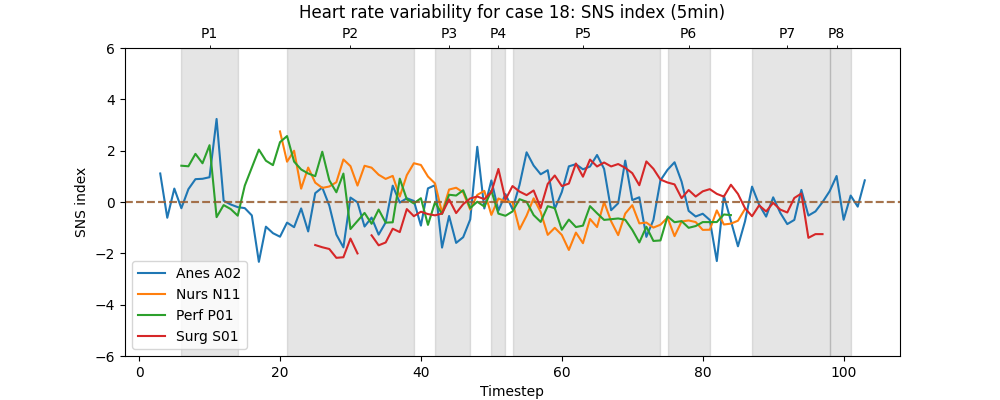 Heart rate variability for case 18: SNS index (5min)
P1 P2 P3 P4 P5 P6 P7 P8
6
4
2
0
−2
−4
−6
SNS index
Anes A02
Nurs N11
Perf P01
Surg S01
0 20 40 60 80 100
Timestep